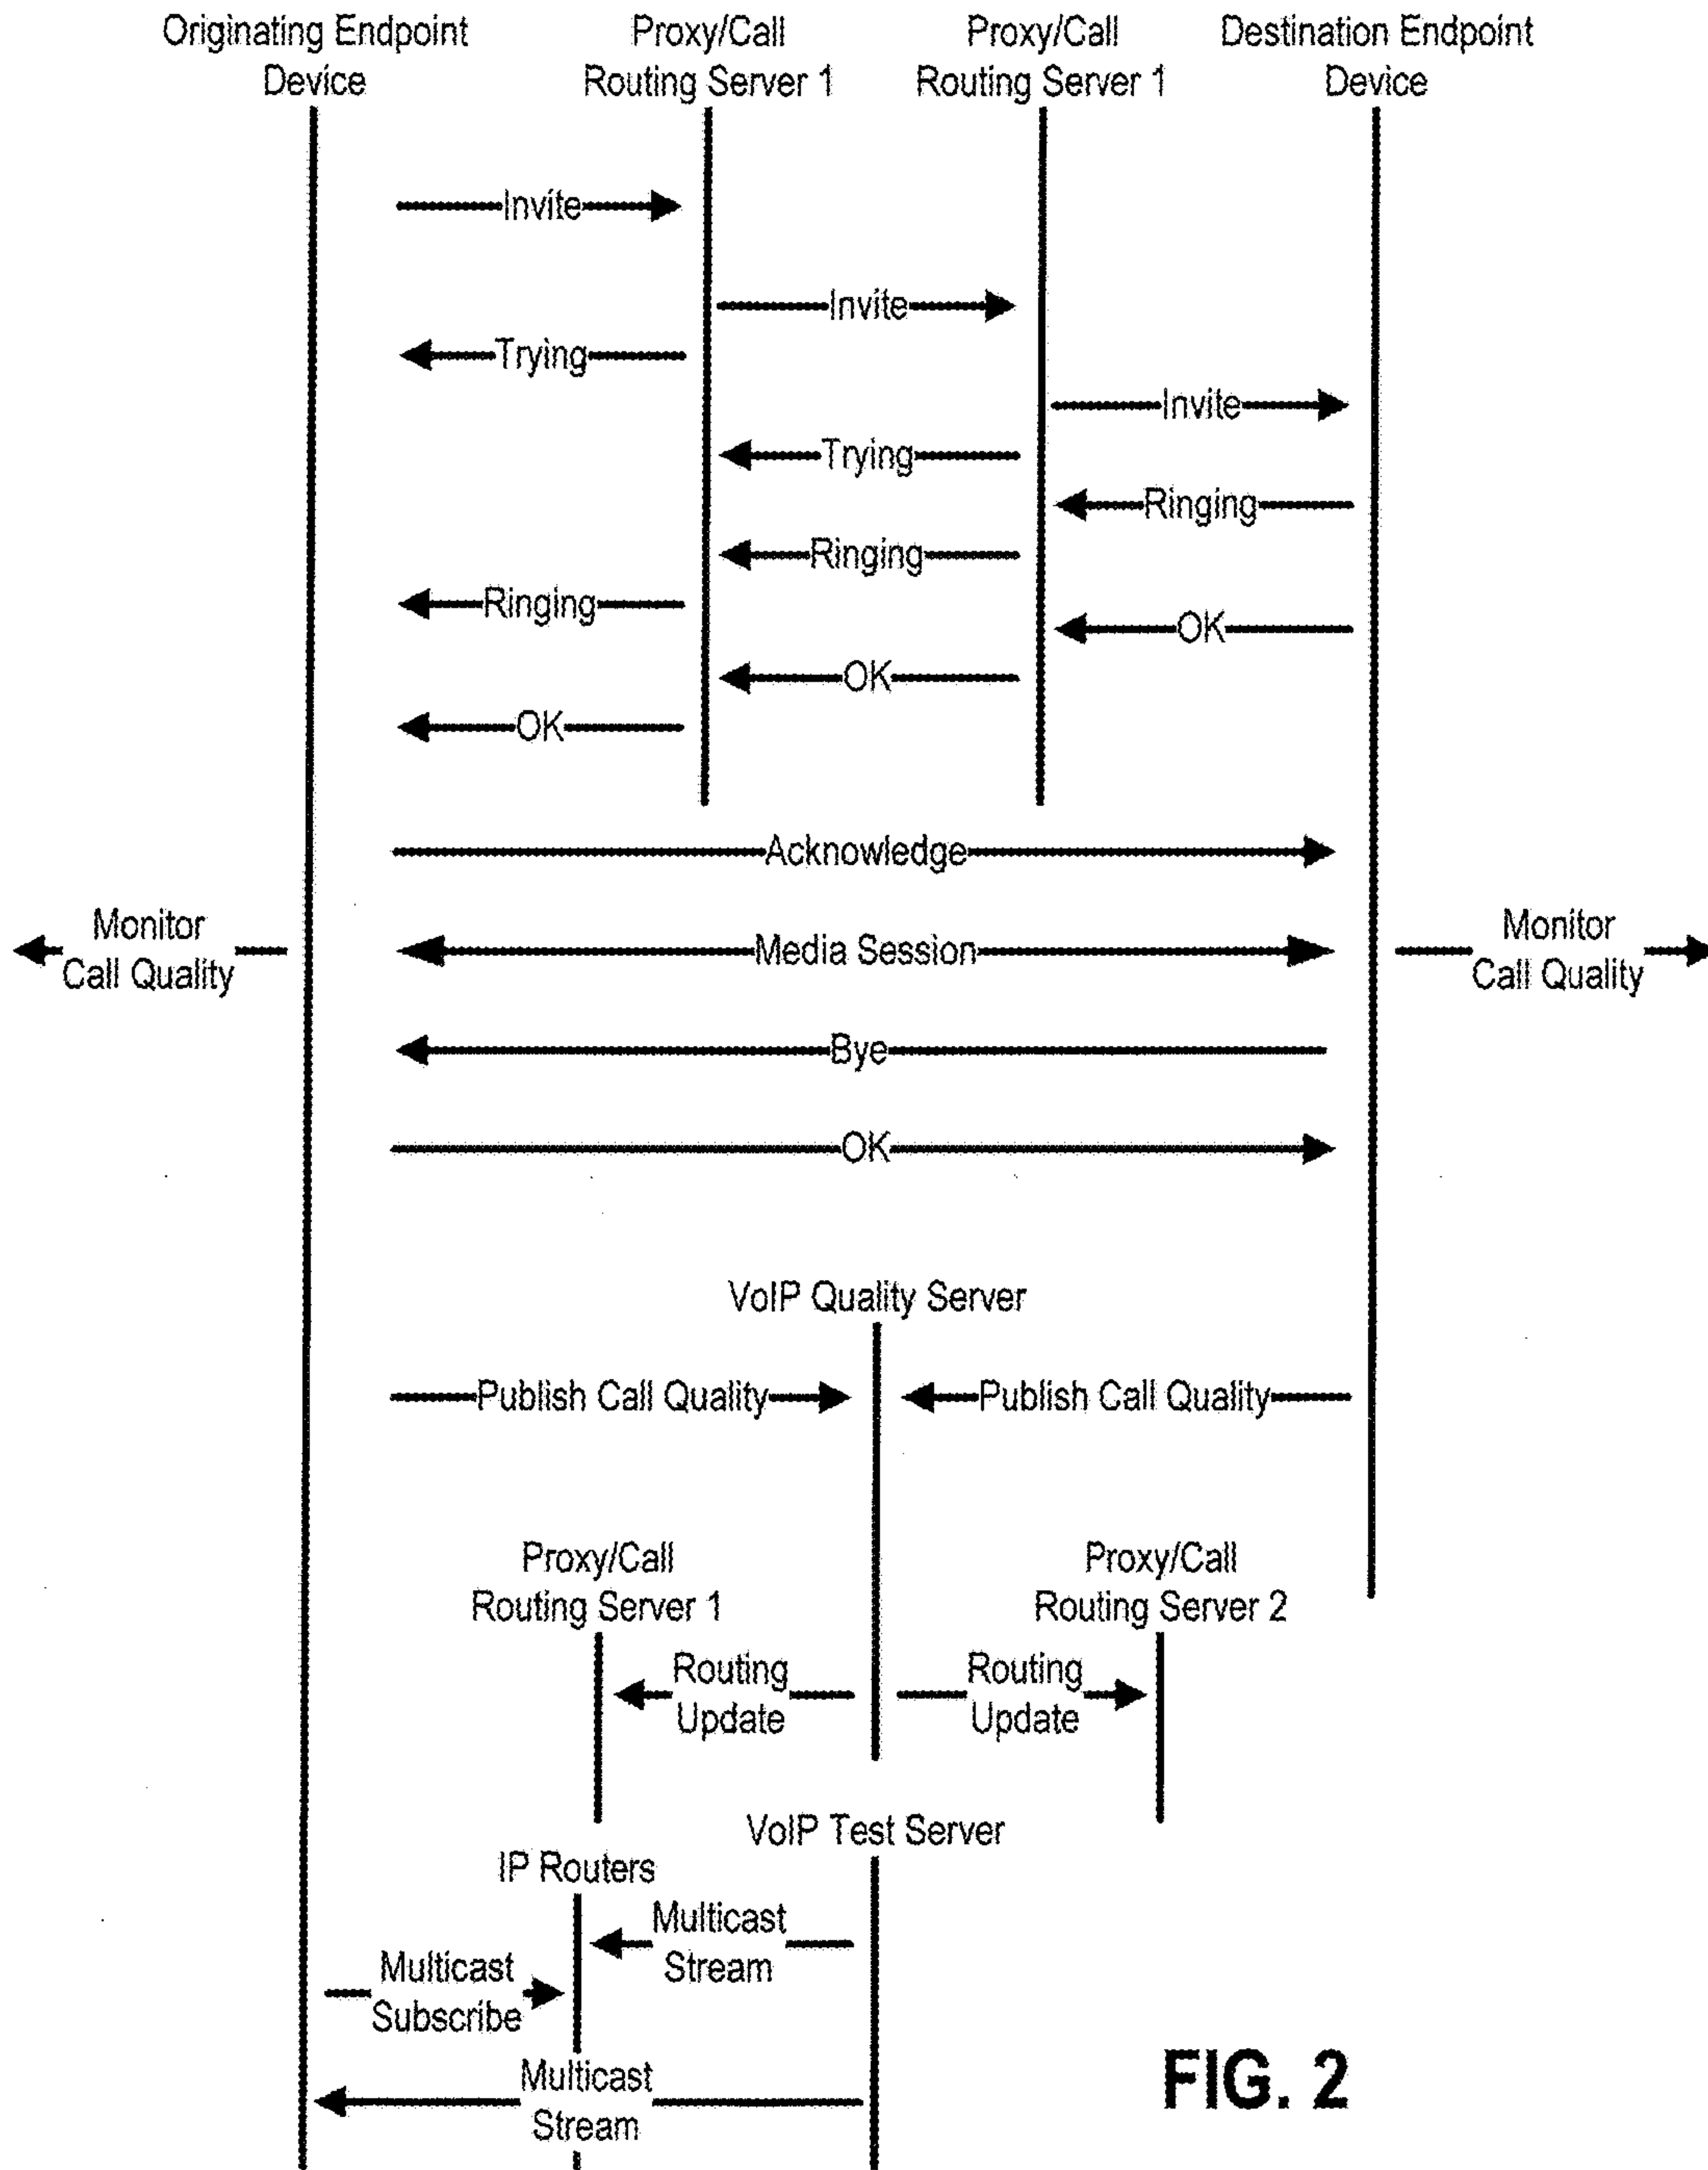 Originating Endpoint
Device
Proxy/Call
Routing Server 1
Proxy/Call
Routing Server 1
Destination Endpoint
Device
Invite
Invite
Trying
Invite
Trying
Ringing
Ringing
Ringing
OK
OK
OK
Acknowledge
Monitor
Call Quality
Media Session
Monitor
Call Quality
Bye
OK
VoIP Quality Server
Publish Call Quality
Publish Call Quality
Proxy/Call
Routing Server 1
Proxy/Call
Routing Server 2
Routing
Update
Routing
Update
VoIP Test Server
IP Routers
Multicast
Stream
Multicast
Subscribe
Multicast
Stream
FIG. 2